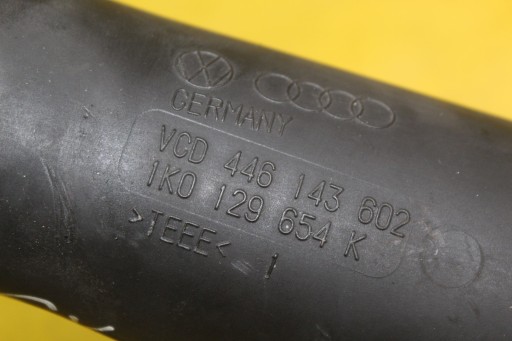 GERMANY
VCD 446 143 602
1K0 129 654 K
>TEEE< i